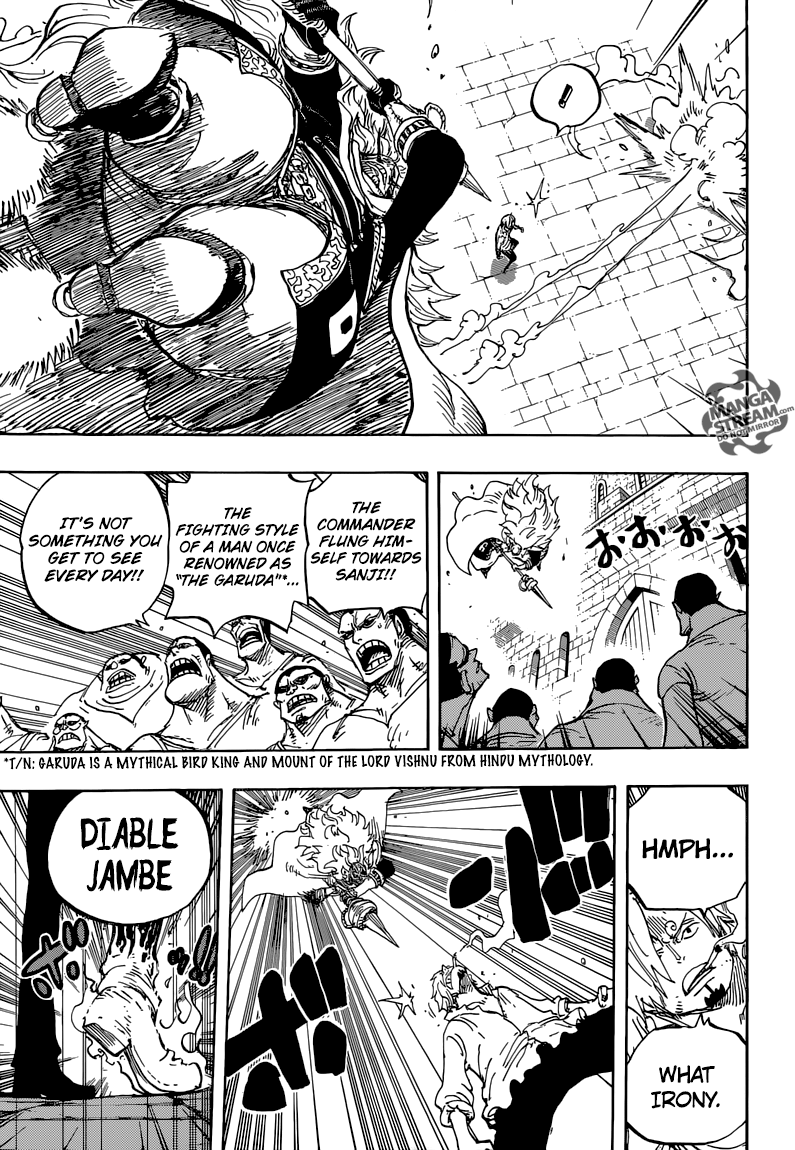 MANGA
STREAM.com
DO NOT MIRROR
お お お お
THE
COMMANDER
FLUNG HIM-
SELF TOWARDS
SANJI!!
THE
FIGHTING STYLE
OF A MAN ONCE
RENOWNED AS
"THE GARUDA"*...
IT'S NOT
SOMETHING YOU
GET TO SEE
EVERY DAY!!
*T/N: GARUDA IS A MYTHICAL BIRD KING AND MOUNT OF THE LORD VISHNU FROM HINDU MYTHOLOGY.
HMPH...
WHAT
IRONY.
DIABLE
JAMBE